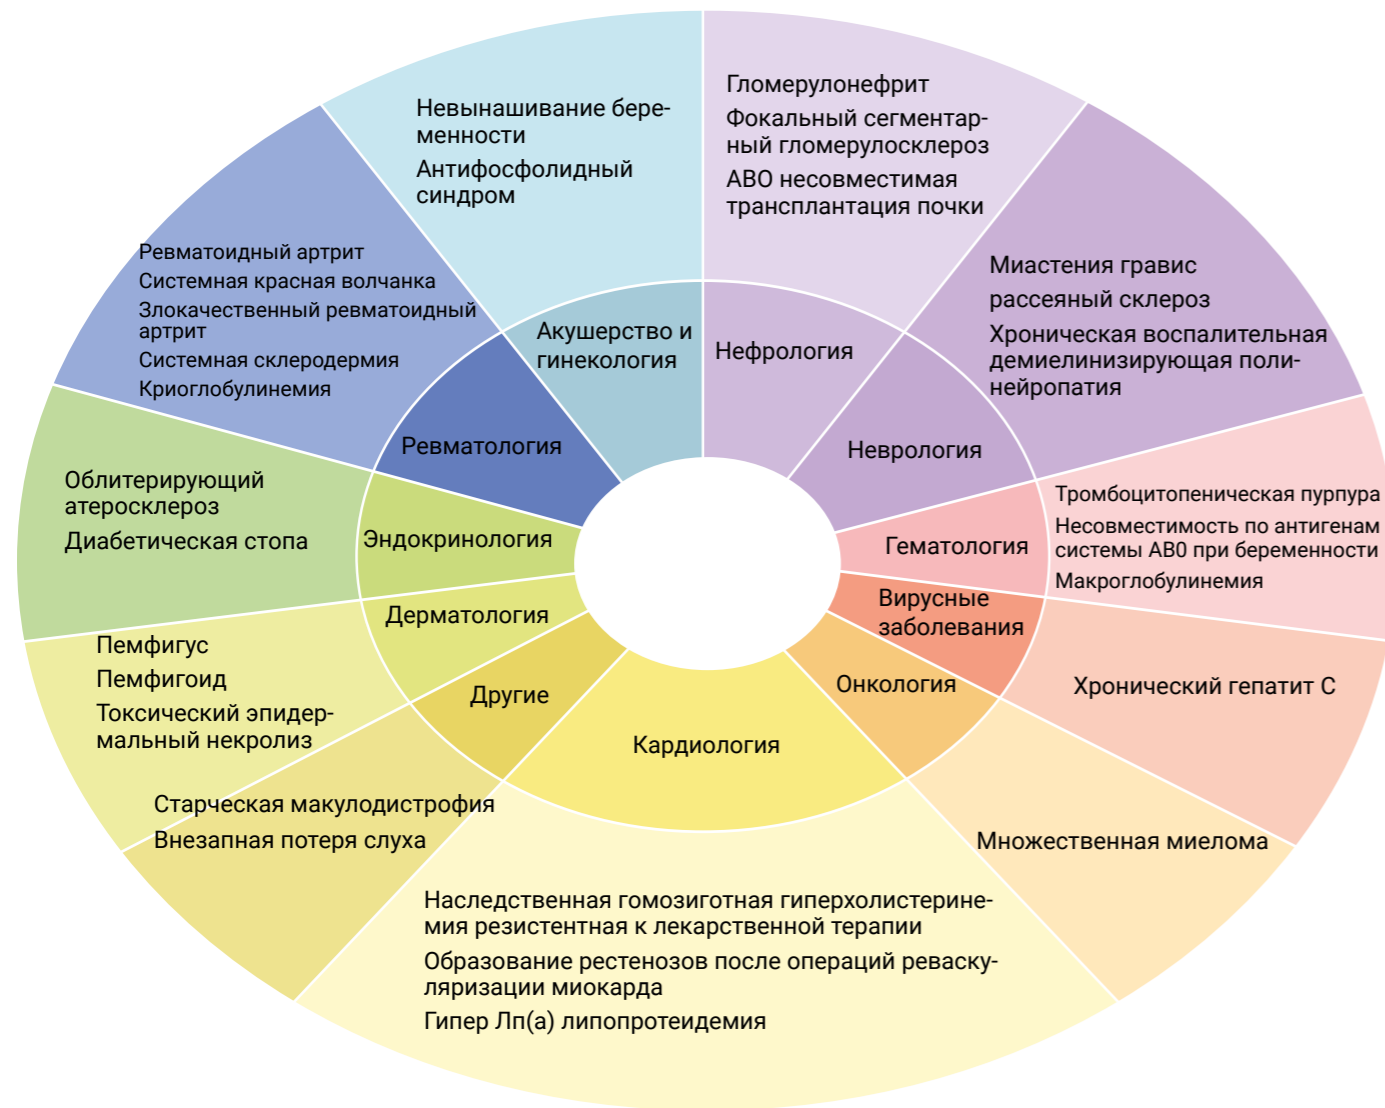 Гломерулонефрит
Фокальный сегментар-
ный гломерулосклероз
АВО несовместимая
трансплантация почки
Нефрология
Миастения гравис
рассеяный склероз
Хроническая воспалительная
демиелинизирующая поли-
нейропатия
Неврология
Тромбоцитопеническая пурпура
Несовместимость по антигенам
системы АВ0 при беременности
Макроглобулинемия
Гематология
Хронический гепатит С
Вирусные
заболевания
Множественная миелома
Онкология
Кардиология
Наследственная гомозиготная гиперхолистерине-
мия резистентная к лекарственной терапии
Образование рестенозов после операций реваску-
ляризации миокарда
Гипер Лп(а) липопротеидемия
Другие
Старческая макулодистрофия
Внезапная потеря слуха
Дерматология
Пемфигус
Пемфигоид
Токсический эпидер-
мальный некролиз
Эндокринология
Облитерирующий
атеросклероз
Диабетическая стопа
Ревматология
Ревматоидный артрит
Системная красная волчанка
Злокачественный ревматоидный
артрит
Системная склеродермия
Криоглобулинемия
Акушерство и
гинекология
Невынашивание бере-
менности
Антифосфолидный
синдром